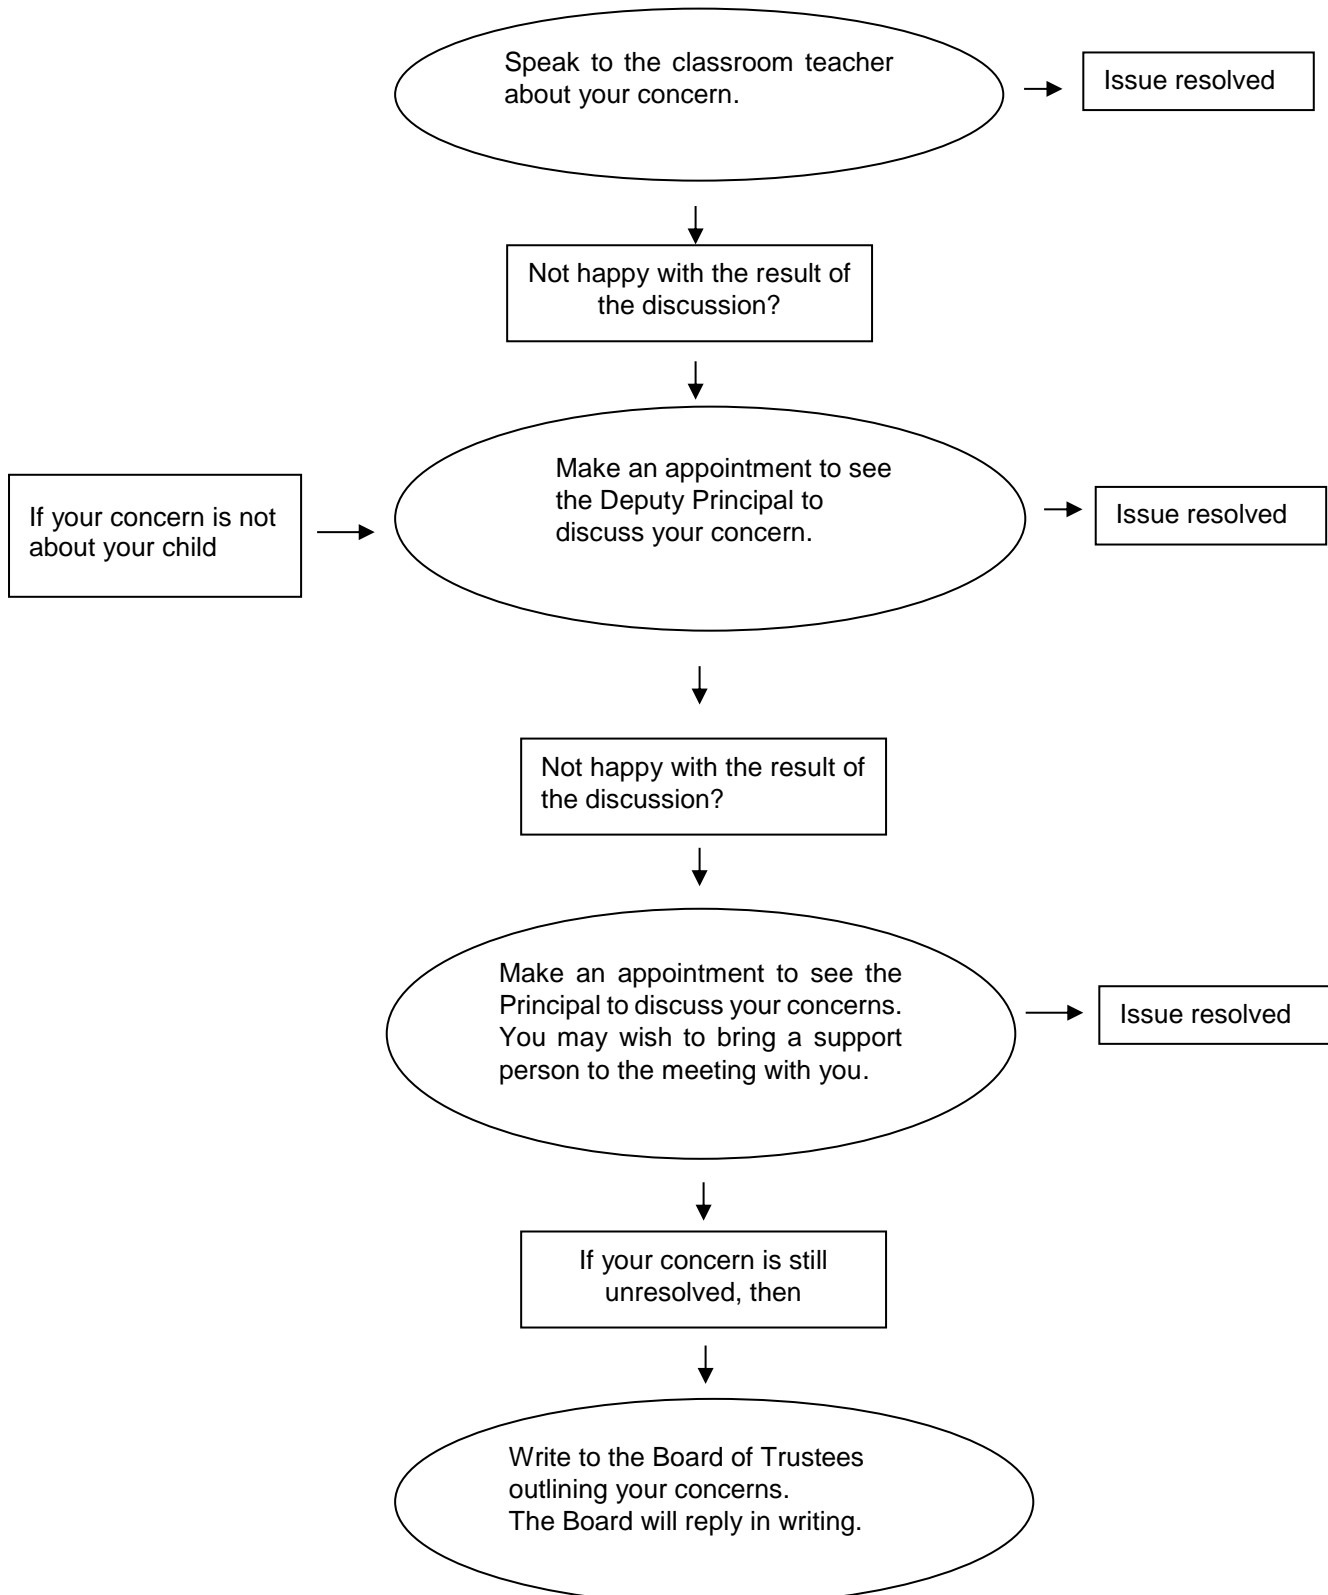 Speak to the classroom teacher
about your concern.
Issue resolved
Not happy with the result of
the discussion?
If your concern is not
about your child
Make an appointment to see
the Deputy Principal to
discuss your concern.
Issue resolved
Not happy with the result of
the discussion?
Make an appointment to see the
Principal to discuss your concerns.
You may wish to bring a support
person to the meeting with you.
Issue resolved
If your concern is still
unresolved, then
Write to the Board of Trustees
outlining your concerns.
The Board will reply in writing.